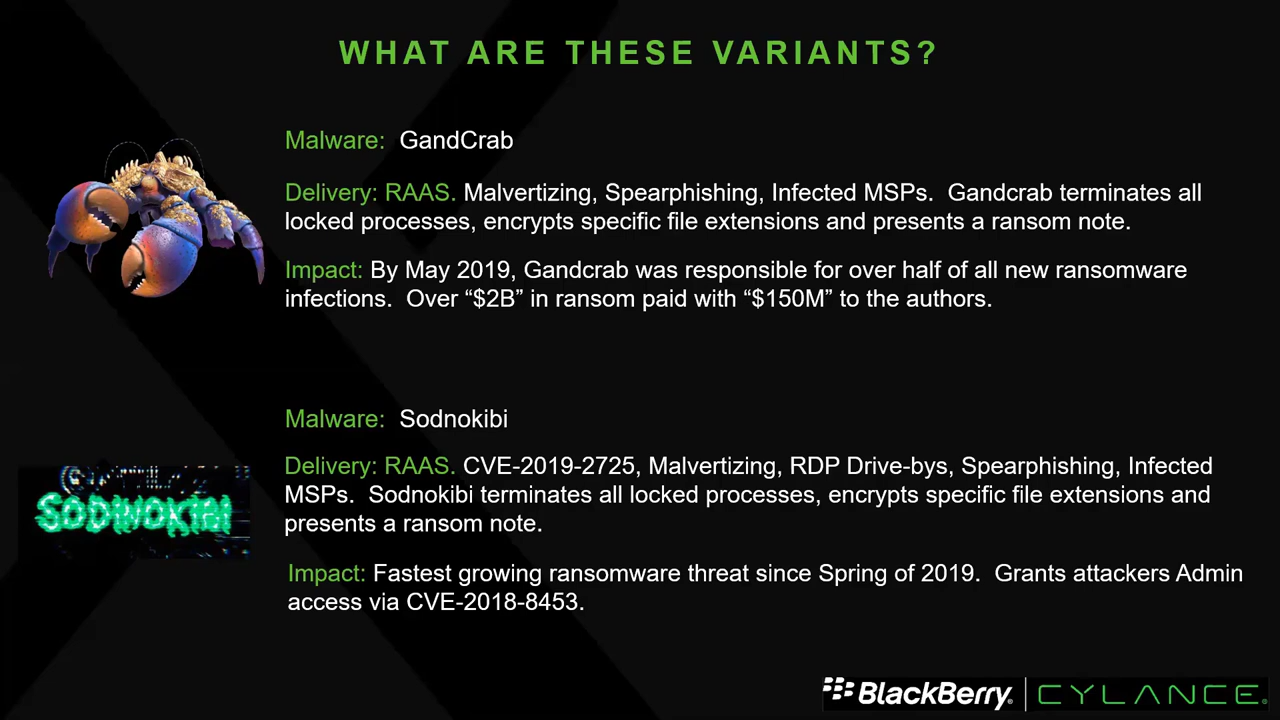 WHAT ARE THESE VARIANTS?
Malware: GandCrab
Delivery: RAAS. Malvertizing, Spearphishing, Infected MSPs. Gandcrab terminates all
locked processes, encrypts specific file extensions and presents a ransom note.
Impact: By May 2019, Gandcrab was responsible for over half of all new ransomware
infections. Over “$2B” in ransom paid with “$150M” to the authors.
Malware: Sodnokibi
Delivery: RAAS. CVE-2019-2725, Malvertizing, RDP Drive-bys, Spearphishing, Infected
MSPs. Sodnokibi terminates all locked processes, encrypts specific file extensions and
presents a ransom note.
SODINOKIBI
Impact: Fastest growing ransomware threat since Spring of 2019. Grants attackers Admin
access via CVE-2018-8453.
BlackBerry® | CYLANCE®